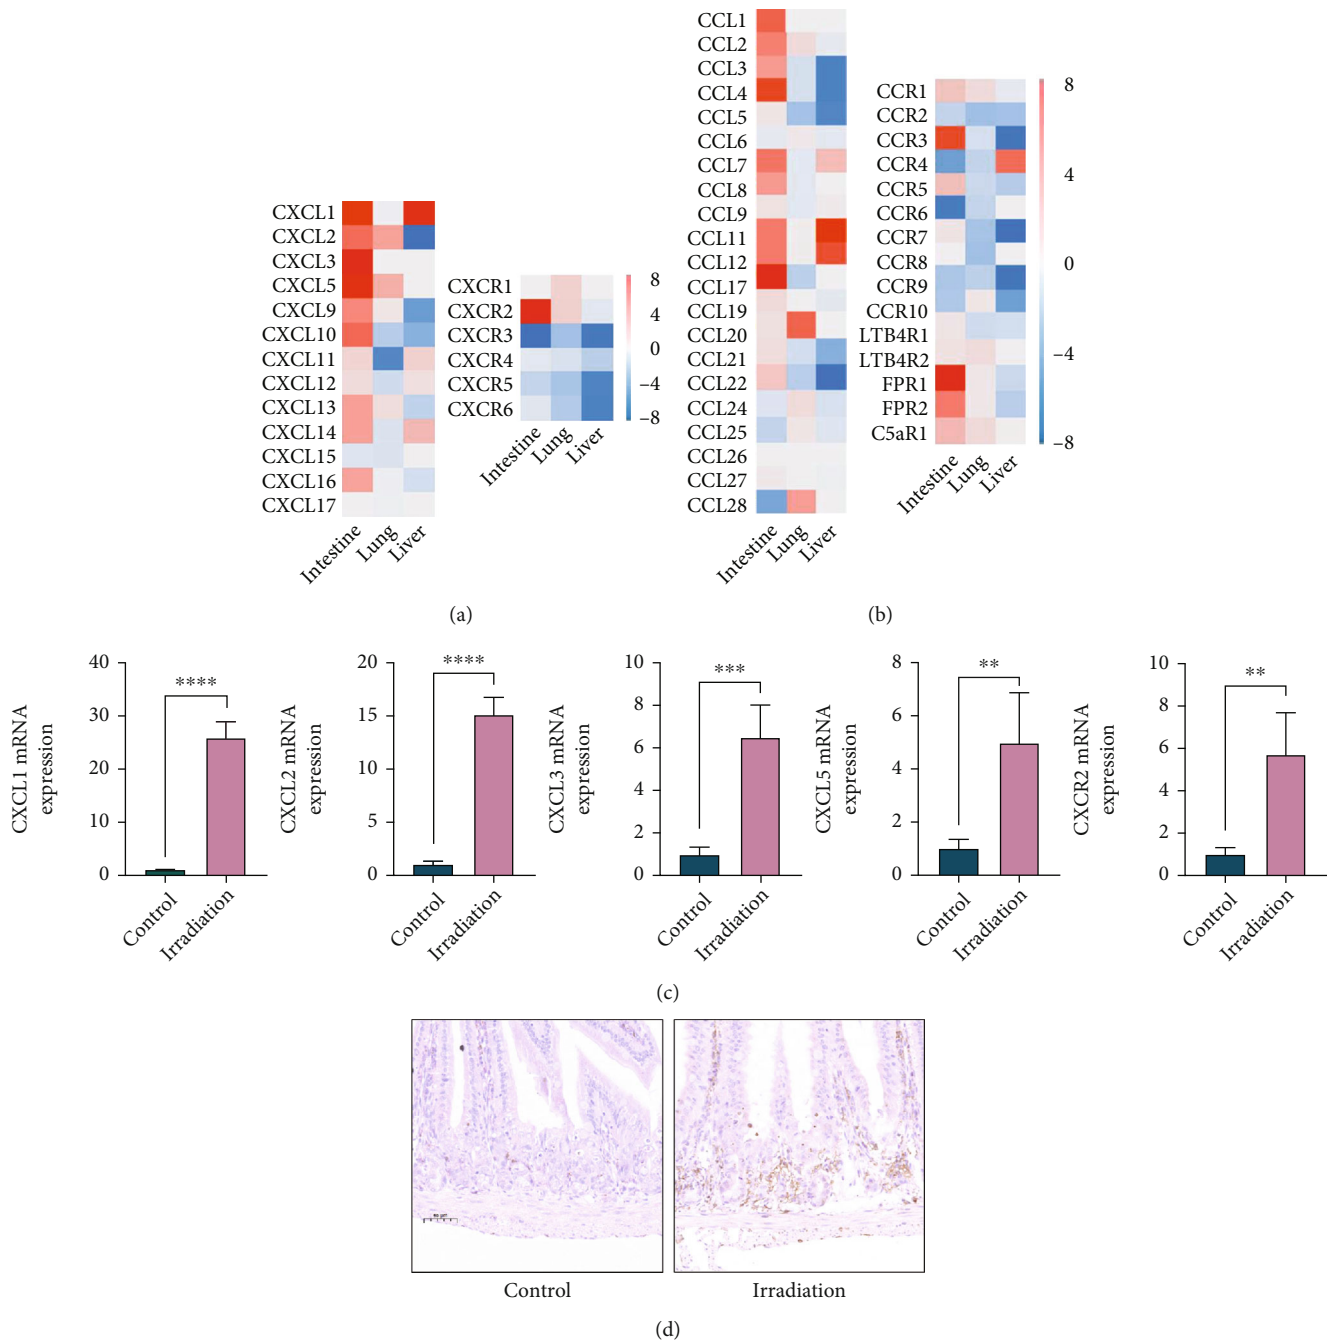 CXCL1
CXCL2
CXCL3
CXCL5
CXCL9
CXCL10
CXCL11
CXCL12
CXCL13
CXCL14
CXCL15
CXCL16
CXCL17
Intestine
Lung
Liver
CXCR1
CXCR2
CXCR3
CXCR4
CXCR5
CXCR6
Intestine
Lung
Liver
8
4
0
−4
−8
(a)
CCL1
CCL2
CCL3
CCL4
CCL5
CCL6
CCL7
CCL8
CCL9
CCL11
CCL12
CCL17
CCL19
CCL20
CCL21
CCL22
CCL24
CCL25
CCL26
CCL27
CCL28
Intestine
Lung
Liver
CCR1
CCR2
CCR3
CCR4
CCR5
CCR6
CCR7
CCR8
CCR9
CCR10
LTB4R1
LTB4R2
FPR1
FPR2
C5aR1
Intestine
Lung
Liver
8
4
0
−4
−8
(b)
CXCL1 mRNA
expression
40
30
20
10
0
****
Control
Irradiation
CXCL2 mRNA
expression
20
15
10
5
0
****
Control
Irradiation
CXCL3 mRNA
expression
10
8
6
4
2
0
***
Control
Irradiation
CXCL5 mRNA
expression
8
6
4
2
0
**
Control
Irradiation
CXCR2 mRNA
expression
10
8
6
4
2
0
**
Control
Irradiation
(c)
Control
Irradiation
(d)